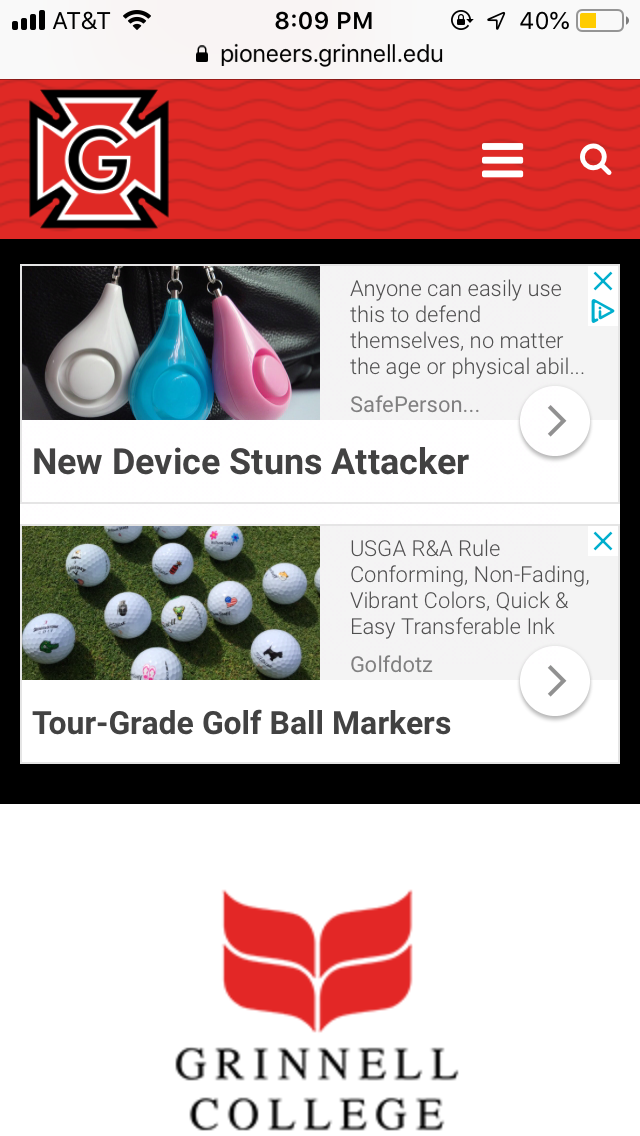 AT&T 8:09 PM 40%
pioneers.grinnell.edu
G
Anyone can easily use
this to defend
themselves, no matter
the age or physical abil...
SafePerson...
New Device Stuns Attacker
USGA R&A Rule
Conforming, Non-Fading,
Vibrant Colors, Quick &
Easy Transferable Ink
Golfdotz
Tour-Grade Golf Ball Markers
GRINNELL
COLLEGE